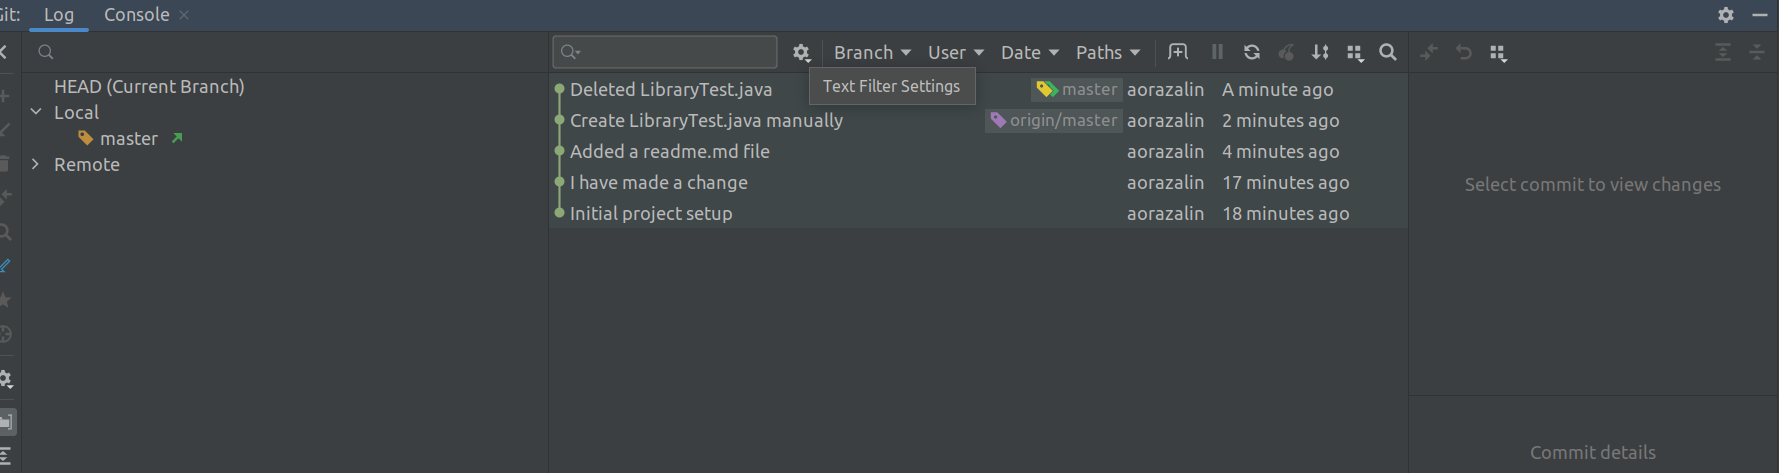 Git: Log Console
Branch User Date Paths
Text Filter Settings
HEAD (Current Branch)
Local
master
Remote
Deleted LibraryTest.java master aorazalin A minute ago
Create LibraryTest.java manually origin/master aorazalin 2 minutes ago
Added a readme.md file aorazalin 4 minutes ago
I have made a change aorazalin 17 minutes ago
Initial project setup aorazalin 18 minutes ago
Select commit to view changes
Commit details